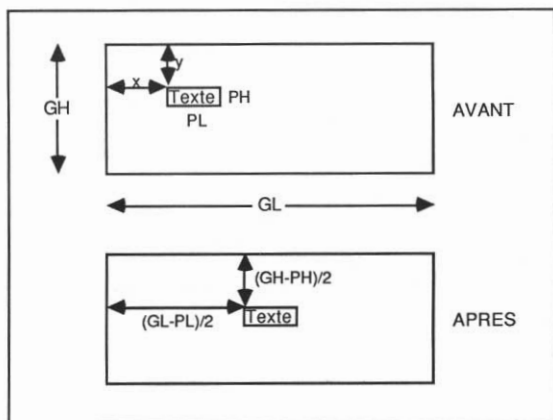 y
x
Texte PH
GH
AVANT
PL
GL
(GH-PH)/2
(GL-PL)/2 Texte
APRES